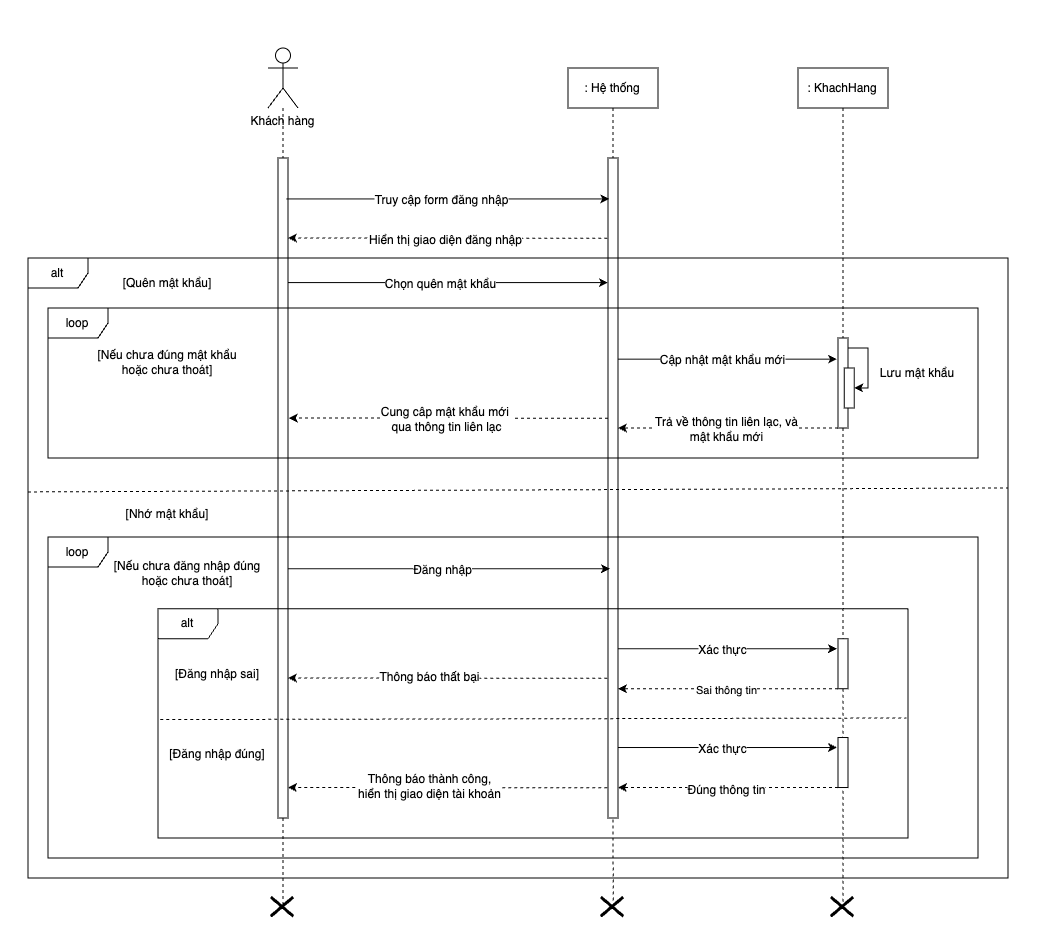 Khách hàng
: Hệ thống
: KhachHang
Truy cập form đăng nhập
Hiển thị giao diện đăng nhập
alt
[Quên mật khẩu]
Chọn quên mật khẩu
loop
[Nếu chưa đúng mật khẩu
hoặc chưa thoát]
Cập nhật mật khẩu mới
Lưu mật khẩu
Cung câp mật khẩu mới
qua thông tin liên lạc
Trả về thông tin liên lạc, và
mật khẩu mới
[Nhớ mật khẩu]
loop
[Nếu chưa đăng nhập đúng
hoặc chưa thoát]
Đăng nhập
alt
Xác thực
[Đăng nhập sai]
Thông báo thất bại
Sai thông tin
Xác thực
[Đăng nhập đúng]
Thông báo thành công,
hiển thị giao diện tài khoản
Đúng thông tin